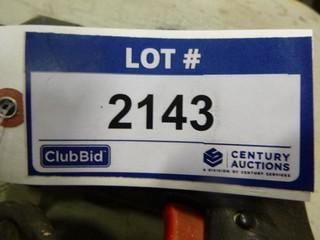 LOT #
2143
ClubBid
CENTURY
AUCTIONS
A DIVISION OF CENTURY SERVICES